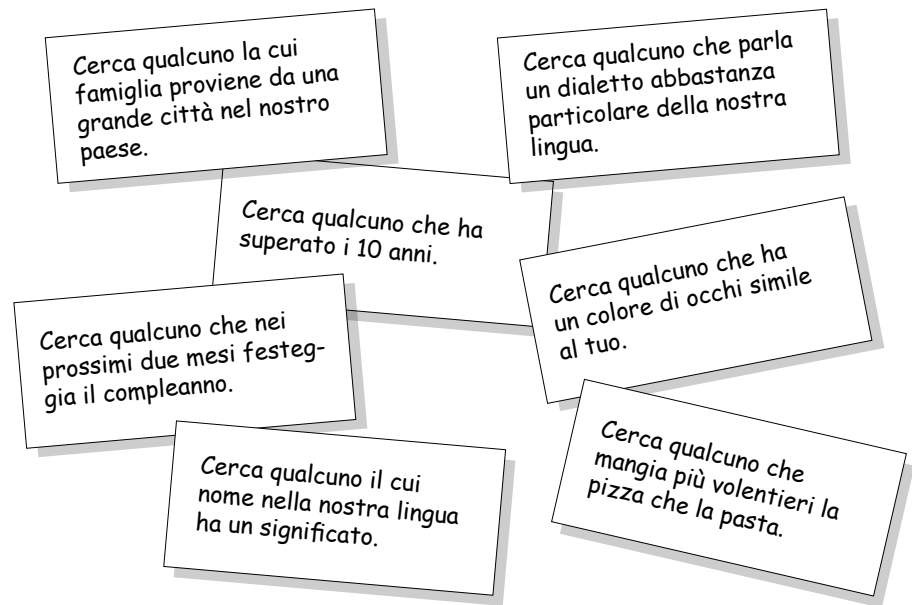 Cerca qualcuno la cui
famiglia proviene da una
grande città nel nostro
paese.
Cerca qualcuno che parla
un dialetto abbastanza
particolare della nostra
lingua.
Cerca qualcuno che ha
superato i 10 anni.
Cerca qualcuno che ha
un colore di occhi simile
al tuo.
Cerca qualcuno che nei
prossimi due mesi festeg-
gia il compleanno.
Cerca qualcuno che
mangia più volentieri la
pizza che la pasta.
Cerca qualcuno il cui
nome nella nostra lingua
ha un significato.